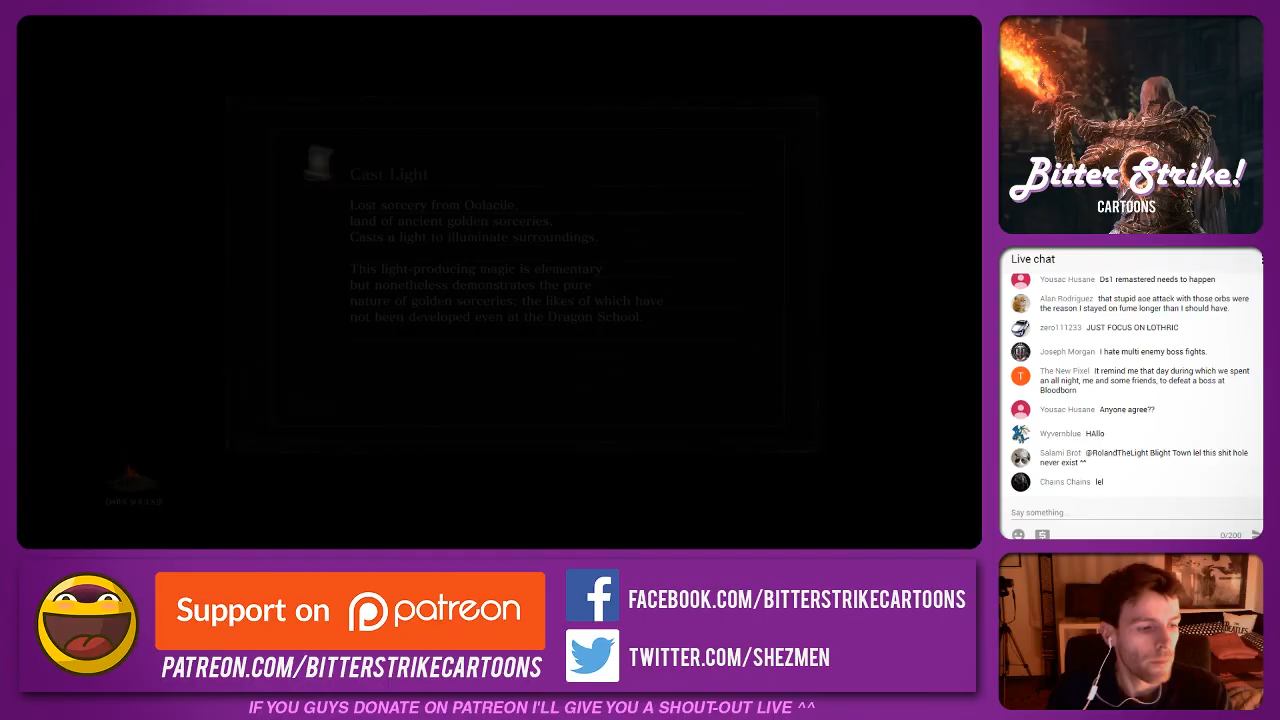 Cast Light
Lost sorcery from Oolacile,
land of ancient golden sorceries.
Casts a light to illuminate surroundings.
This light-producing magic is elementary
but nonetheless demonstrates the pure
nature of golden sorceries; the likes of which have
not been developed even at the Dragon School.
DARK SOULS III
Bitter Strike!
CARTOONS
Live chat
Yousac Husane Ds1 remastered needs to happen
Alan Rodriguez that stupid aoe attack with those orbs were
the reason I stayed on fume longer than I should have.
zero111233 JUST FOCUS ON LOTHRIC
Joseph Morgan I hate multi enemy boss fights.
T
The New Pixel It remind me that day during which we spent
an all night, me and some friends, to defeat a boss at
Bloodborn
Yousac Husane Anyone agree??
Wyvernblue HAllo
Salami Brot @RolandTheLight Blight Town lel this shit hole
never exist ^^
Chains Chains lel
Say something...
0/200
Support on patreon
PATREON.COM/BITTERSTRIKECARTOONS
FACEBOOK.COM/BITTERSTRIKECARTOONS
TWITTER.COM/SHEZMEN
IF YOU GUYS DONATE ON PATREON I'LL GIVE YOU A SHOUT-OUT LIVE ^^